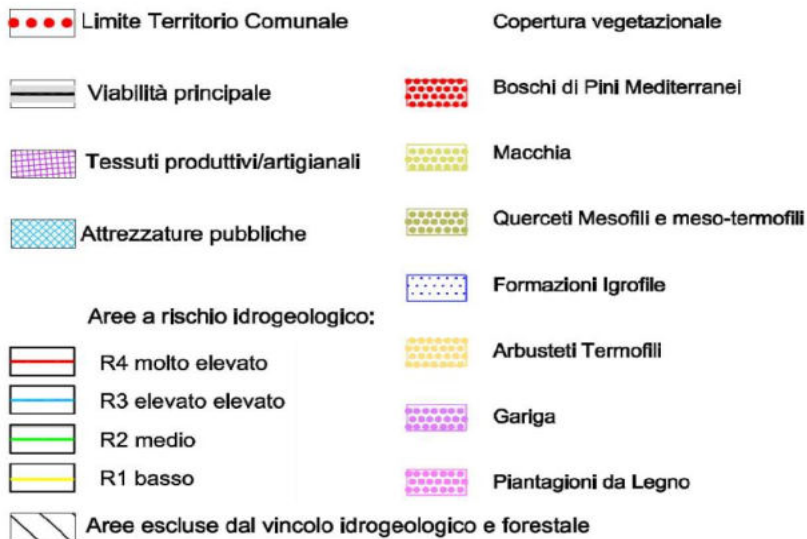 Limite Territorio Comunale
Viabilità principale
Tessuti produttivi/artigianali
Attrezzature pubbliche
Aree a rischio idrogeologico:
R4 molto elevato
R3 elevato elevato
R2 medio
R1 basso
Aree escluse dal vincolo idrogeologico e forestale
Copertura vegetazionale
Boschi di Pini Mediterranei
Macchia
Querceti Mesofili e meso-termofili
Formazioni Igrofile
Arbusteti Termofili
Gariga
Piantagioni da Legno